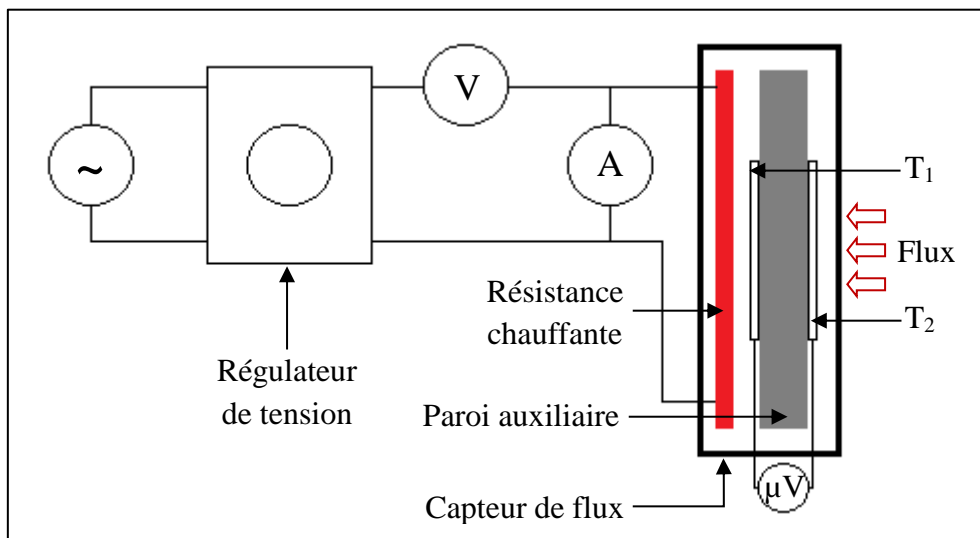 V
~
A
T₁
Flux
Résistance
chauffante
T₂
Régulateur
de tension
Paroi auxiliaire
µV
Capteur de flux